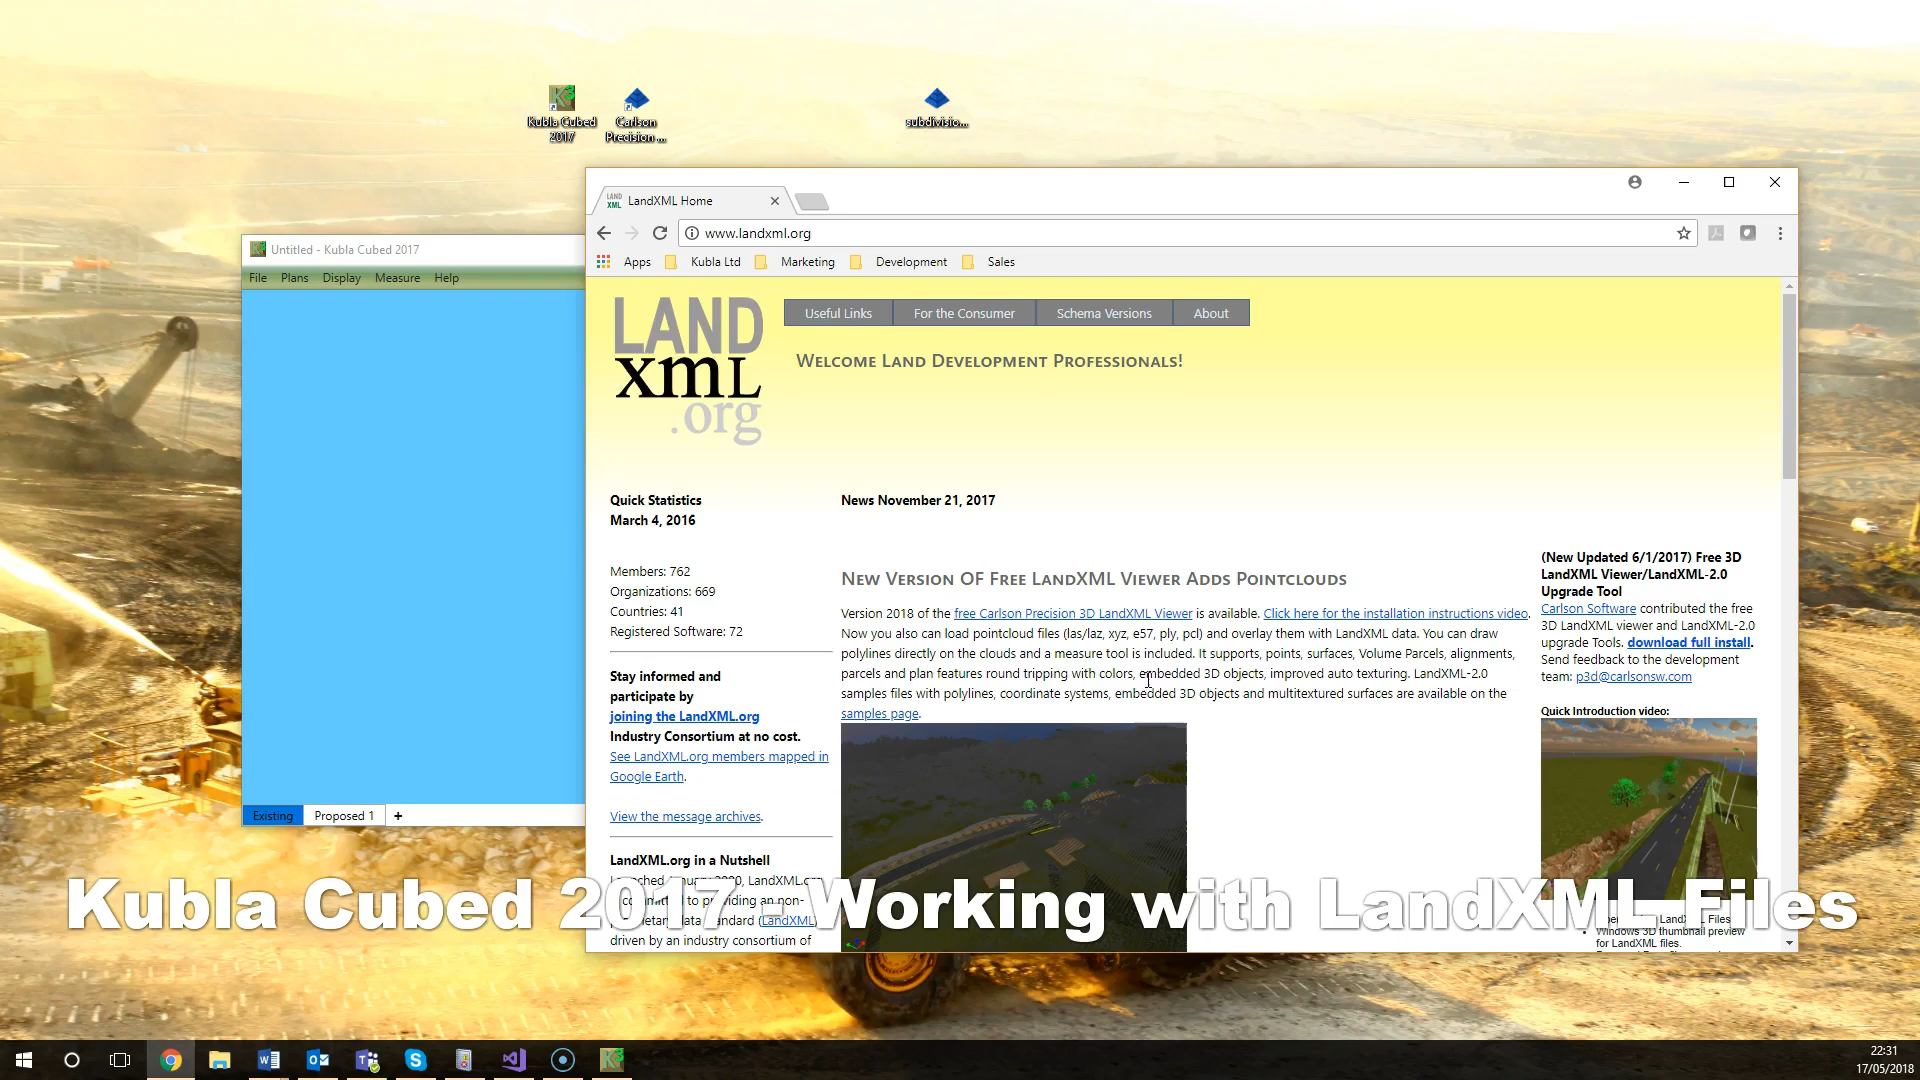 Kubla Cubed
2017
Carlson
Precision ...
subdivisio...
LandXML Home
www.landxml.org
Apps
Kubla Ltd
Marketing
Development
Sales
Untitled - Kubla Cubed 2017
File Plans Display Measure Help
LAND
xmL
.org
Useful Links
For the Consumer
Schema Versions
About
Welcome Land Development Professionals!
Quick Statistics
March 4, 2016
Members: 762
Organizations: 669
Countries: 41
Registered Software: 72
Stay informed and
participate by
joining the LandXML.org
Industry Consortium at no cost.
See LandXML.org members mapped in
Google Earth.
View the message archives.
LandXML.org in a Nutshell
News November 21, 2017
New Version OF Free LandXML Viewer Adds Pointclouds
Version 2018 of the free Carlson Precision 3D LandXML Viewer is available. Click here for the installation instructions video.
Now you also can load pointcloud files (las/laz, xyz, e57, ply, pcl) and overlay them with LandXML data. You can draw
polylines directly on the clouds and a measure tool is included. It supports, points, surfaces, Volume Parcels, alignments,
parcels and plan features round tripping with colors, embedded 3D objects, improved auto texturing. LandXML-2.0
samples files with polylines, coordinate systems, embedded 3D objects and multitextured surfaces are available on the
samples page.
(New Updated 6/1/2017) Free 3D
LandXML Viewer/LandXML-2.0
Upgrade Tool
Carlson Software contributed the free
3D LandXML viewer and LandXML-2.0
upgrade Tools. download full install.
Send feedback to the development
team: p3d@carlsonsw.com
Quick Introduction video:
LandXML Files
Windows 3D thumbnail preview
for LandXML files.
driven by an industry consortium of
Existing
Proposed 1
+
Kubla Cubed 2017 - Working with LandXML Files
22:31
17/05/2018